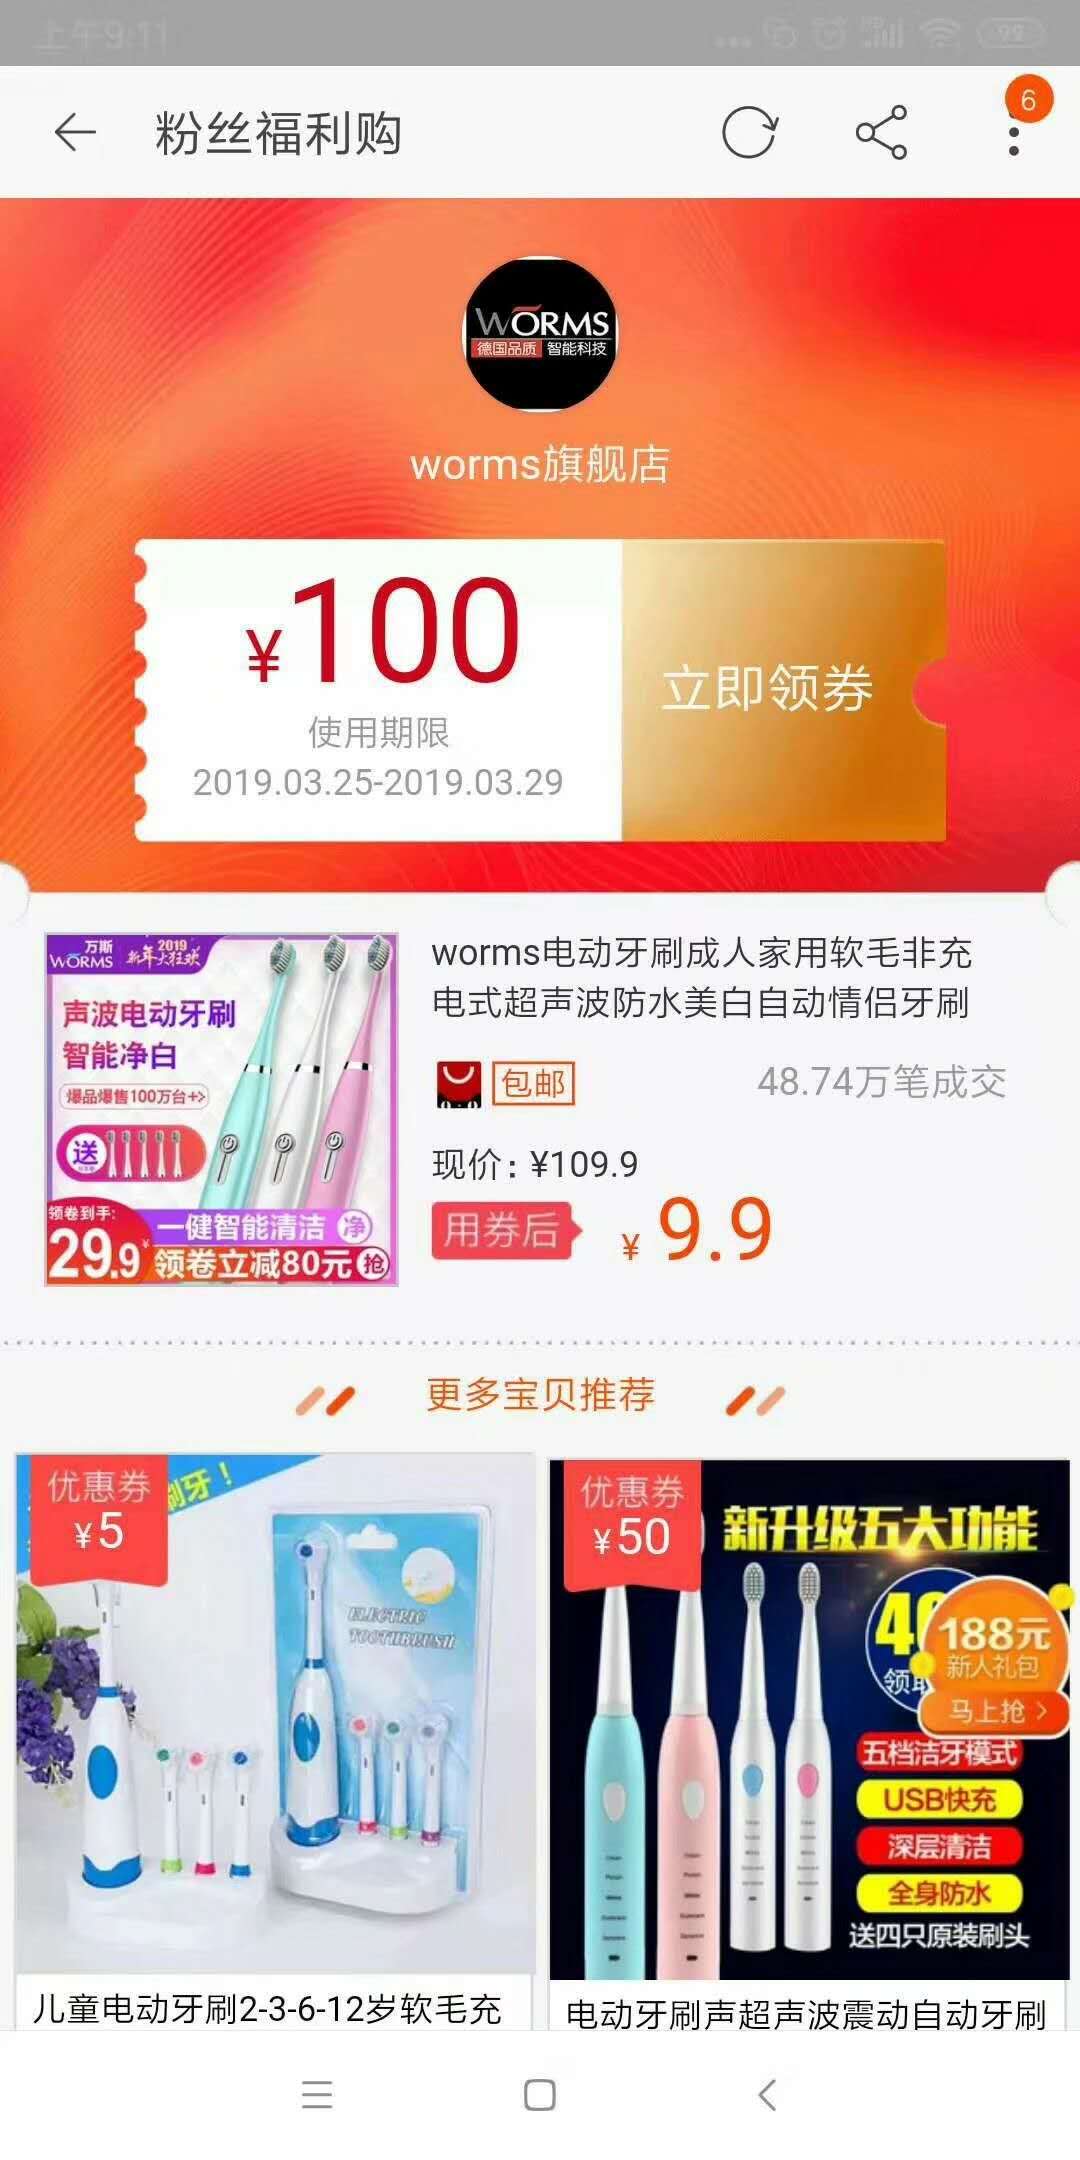 上午9:11
99
粉丝福利购
6
WORMS
德国品质 智能科技
worms旗舰店
¥100
使用期限
2019.03.25-2019.03.29
立即领券
万斯
WORMS
2019
新年大狂欢
声波电动牙刷
智能净白
爆品爆售100万台+>
送
领卷到手:
29.9¥
一健智能清洁 净
领卷立减80元 抢
worms电动牙刷成人家用软毛非充
电式超声波防水美白自动情侣牙刷
包邮
48.74万笔成交
现价: ¥109.9
用券后 ¥ 9.9
更多宝贝推荐
优惠券
¥5
刷牙!
ELECTRIC
TOOTHBRUSH
儿童电动牙刷2-3-6-12岁软毛充
优惠券
¥50
新升级五大功能
188元
新人礼包
马上抢 >
五档洁牙模式
USB快充
深层清洁
全身防水
送四只原装刷头
电动牙刷声超声波震动自动牙刷